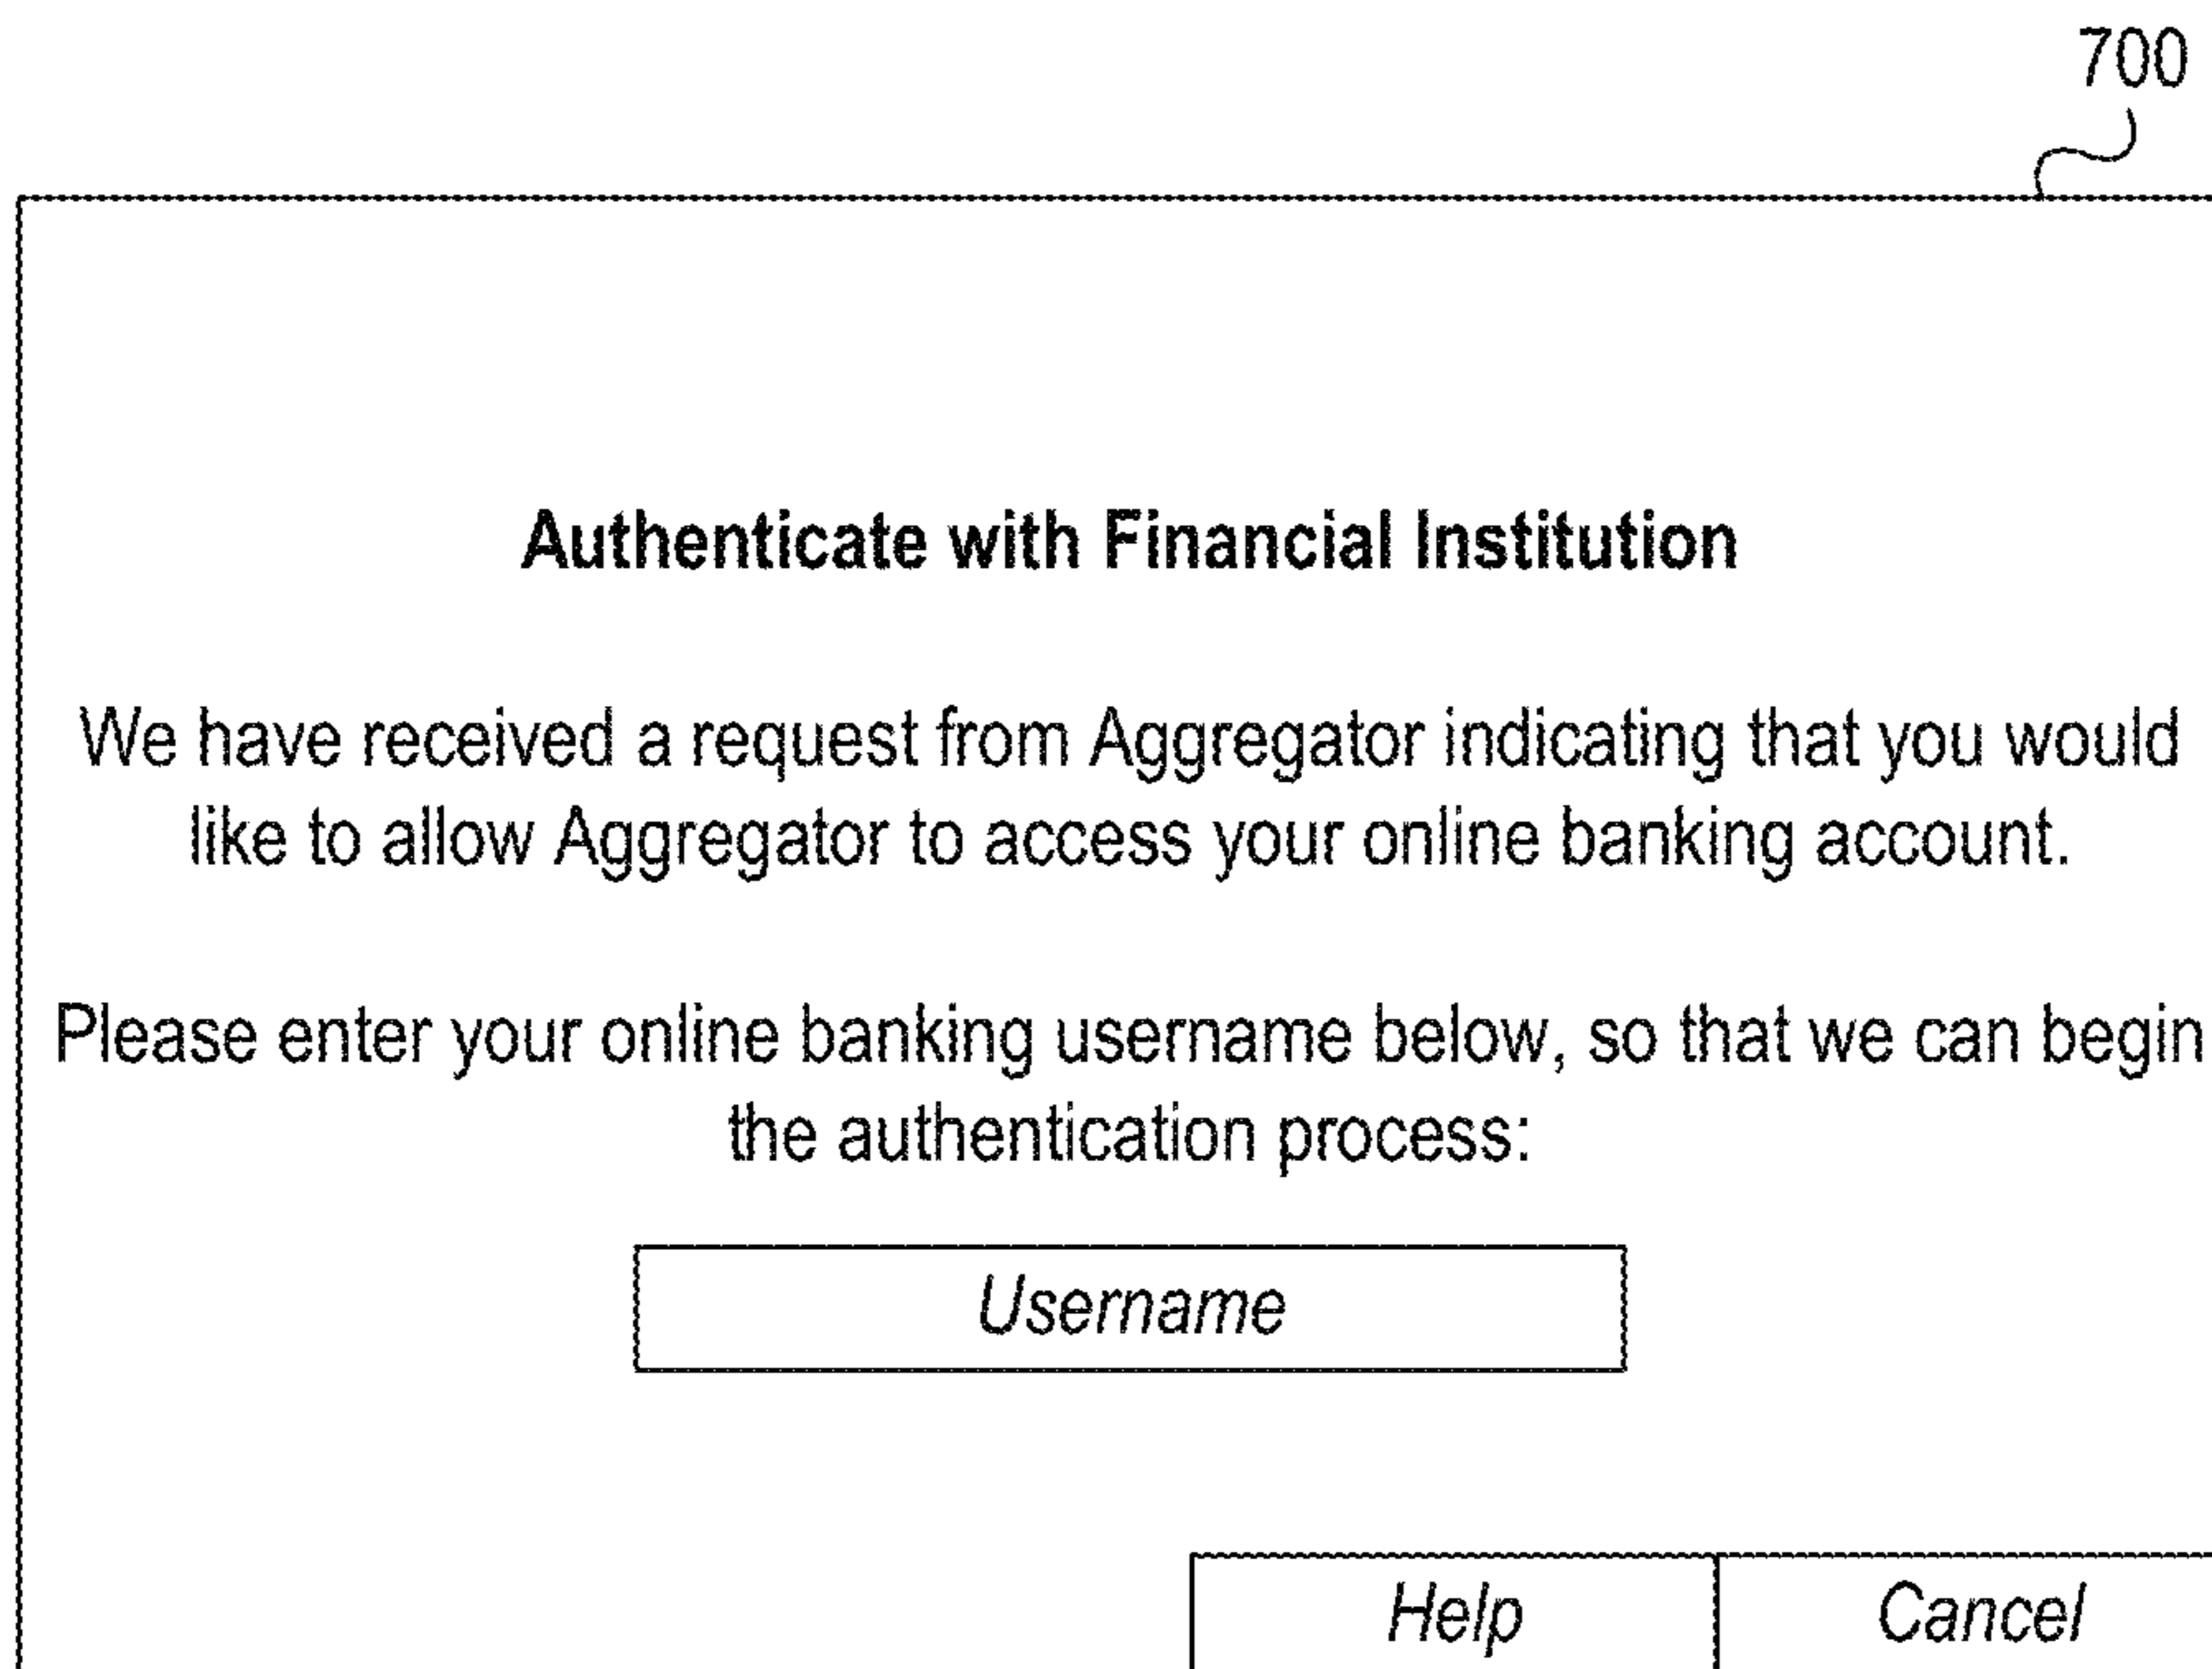 700
Authenticate with Financial Institution
We have received a request from Aggregator indicating that you would
like to allow Aggregator to access your online banking account.
Please enter your online banking username below, so that we can begin
the authentication process:
Username
Help Cancel